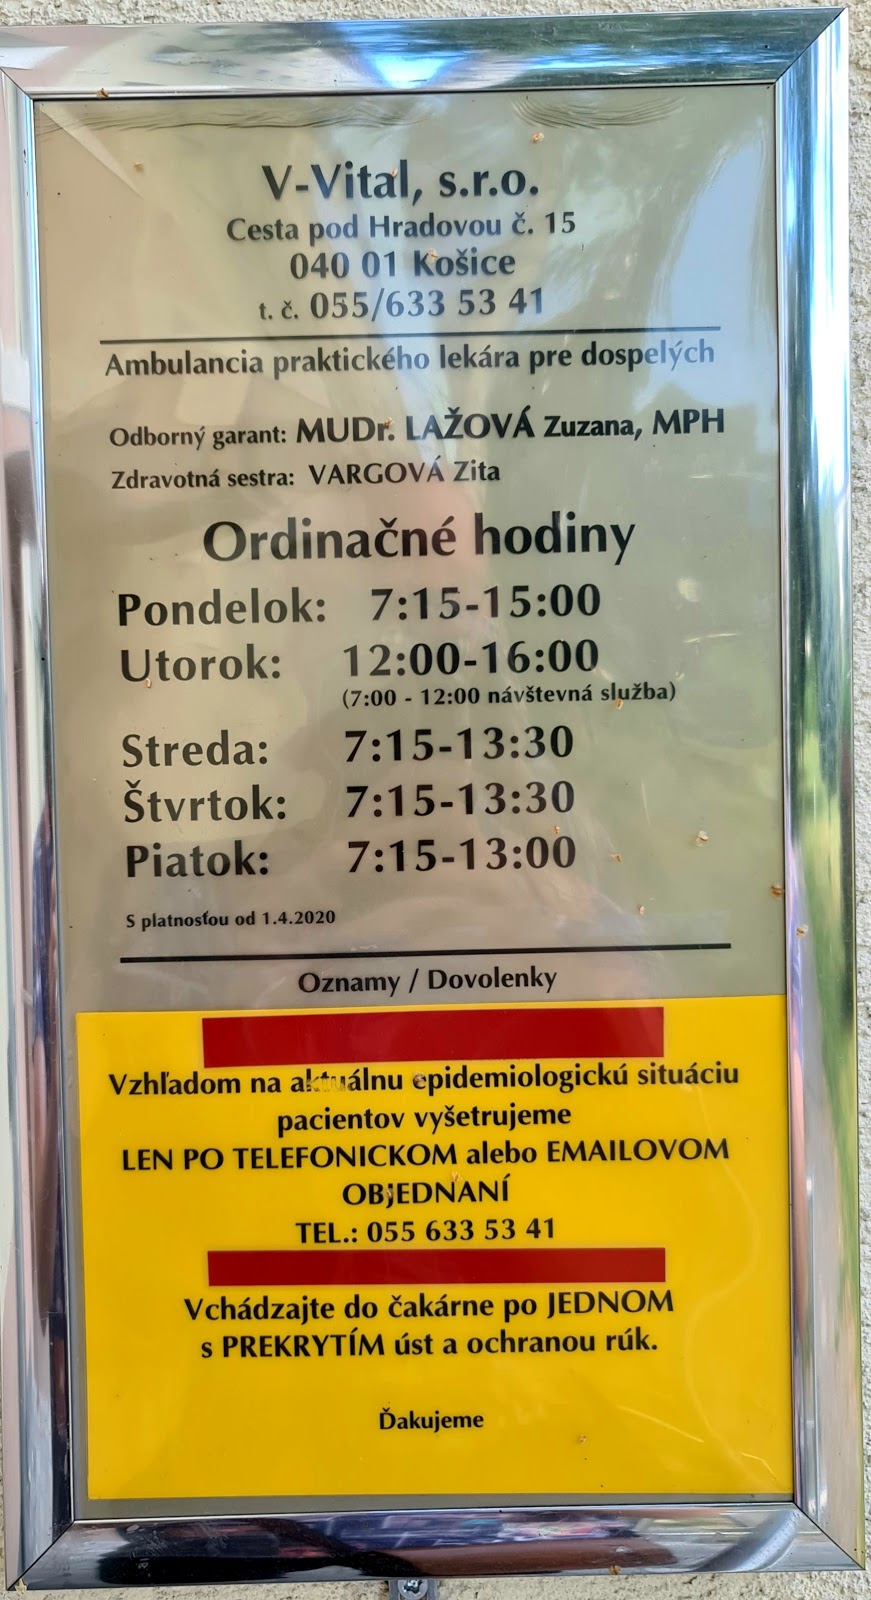 V-Vital, s.r.o.
Cesta pod Hradovou č. 15
040 01 Košice
t. č. 055/633 53 41
Ambulancia praktického lekára pre dospelých
Odborný garant: MUDr. LAŽOVÁ Zuzana, MPH
Zdravotná sestra: VARGOVÁ Zita
Ordinačné hodiny
Pondelok: 7:15-15:00
Utorok: 12:00-16:00
(7:00 - 12:00 návštevná služba)
Streda: 7:15-13:30
Štvrtok: 7:15-13:30
Piatok: 7:15-13:00
S platnosťou od 1.4.2020
Oznamy / Dovolenky
Vzhľadom na aktuálnu epidemiologickú situáciu
pacientov vyšetrujeme
LEN PO TELEFONICKOM alebo EMAILOVOM
OBJEDNANÍ
TEL.: 055 633 53 41
Vchádzajte do čakárne po JEDNOM
s PREKRYTÍM úst a ochranou rúk.
Ďakujeme